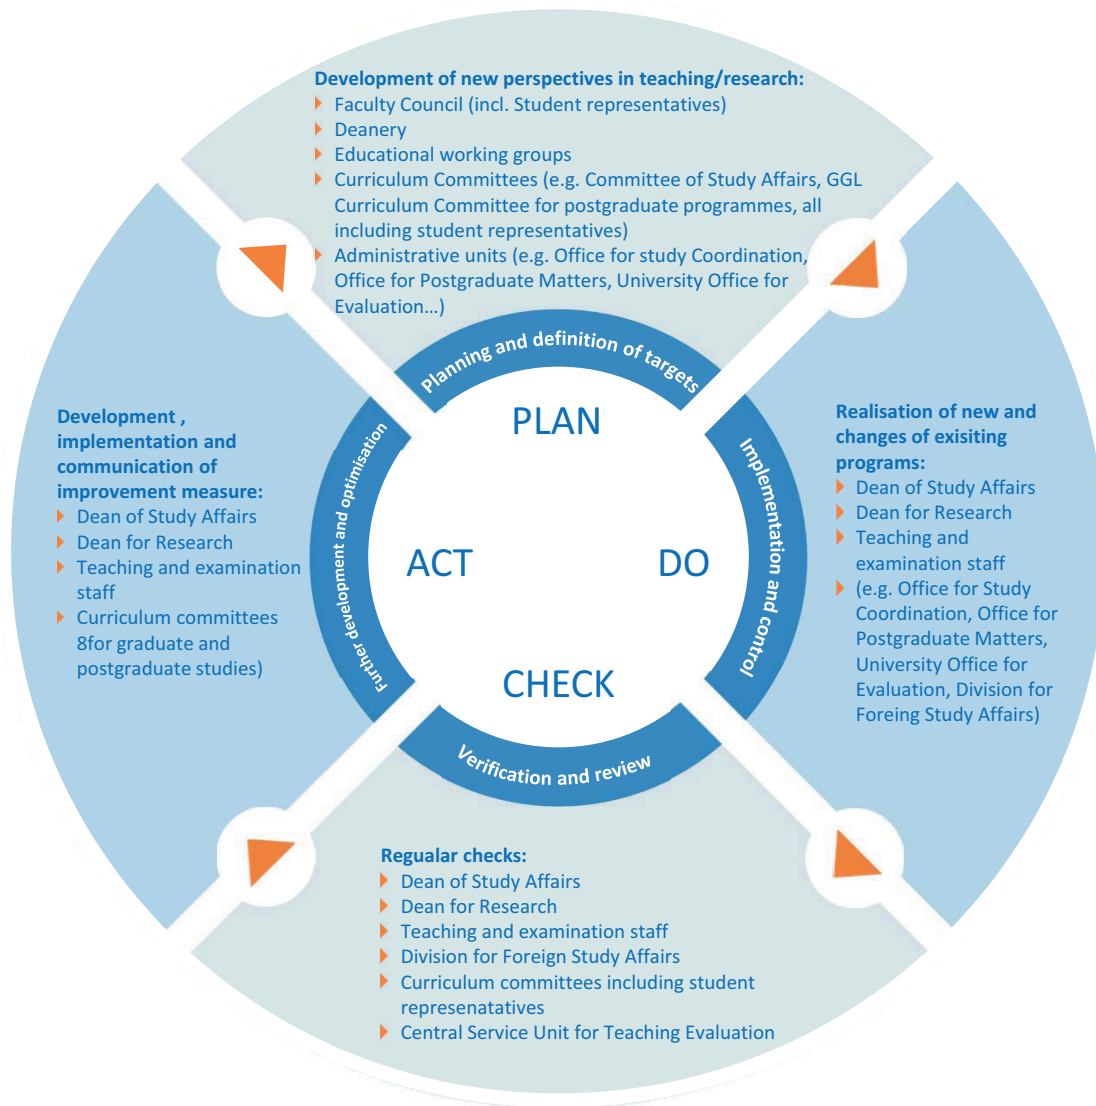 Development of new perspectives in teaching/research:
Faculty Council (incl. Student representatives)
Deanery
Educational working groups
Curriculum Committees (e.g. Committee of Study Affairs, GGL
Curriculum Committee for postgraduate programmes, all
including student representatives)
Administrative units (e.g. Office for study Coordination,
Office for Postgraduate Matters, University Office for
Evaluation…)
Planning and definition of targets
PLAN
Development ,
implementation and
communication of
improvement measure:
Dean of Study Affairs
Dean for Research
Teaching and examination
staff
Curriculum committees
8for graduate and
postgraduate studies)
Further development and optimisation
ACT
DO
Implementation and control
Realisation of new and
changes of exisiting
programs:
Dean of Study Affairs
Dean for Research
Teaching and
examination staff
(e.g. Office for Study
Coordination, Office for
Postgraduate Matters,
University Office for
Evaluation, Division for
Foreing Study Affairs)
CHECK
Verification and review
Regualar checks:
Dean of Study Affairs
Dean for Research
Teaching and examination staff
Division for Foreign Study Affairs
Curriculum committees including student
represenatatives
Central Service Unit for Teaching Evaluation